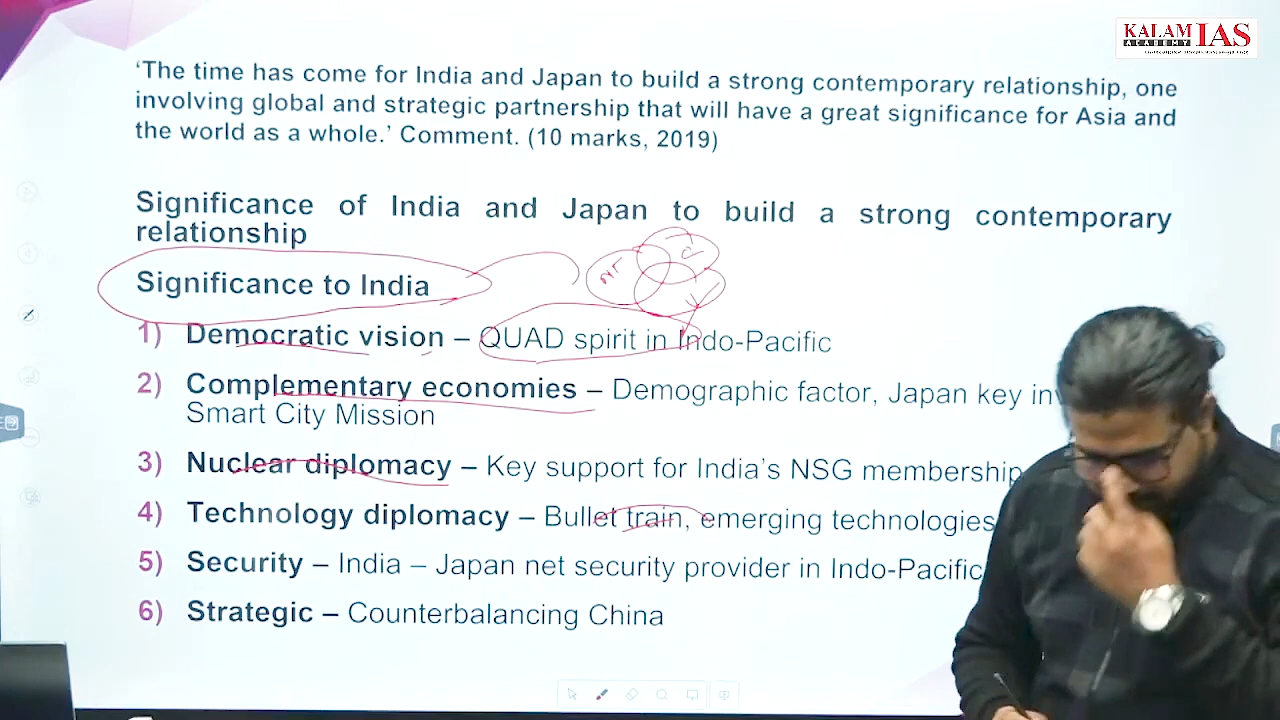 KALAM IAS
ACADEMY
‘The time has come for India and Japan to build a strong contemporary relationship, one
involving global and strategic partnership that will have a great significance for Asia and
the world as a whole.’ Comment. (10 marks, 2019)
Significance of India and Japan to build a strong contemporary
relationship
Significance to India
1) Democratic vision – QUAD spirit in Indo-Pacific
2) Complementary economies – Demographic factor, Japan key in
Smart City Mission
3) Nuclear diplomacy – Key support for India’s NSG membership
4) Technology diplomacy – Bullet train, emerging technologies
5) Security – India – Japan net security provider in Indo-Pacific
6) Strategic – Counterbalancing China